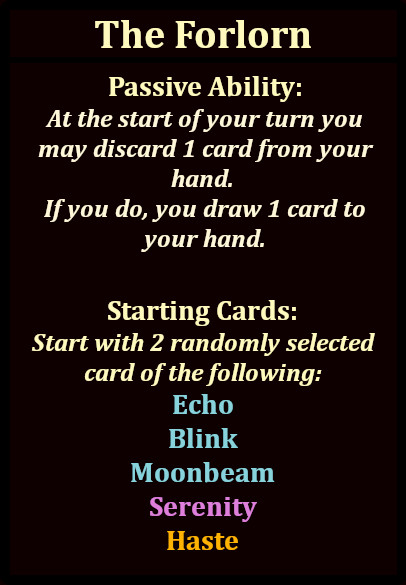 The Forlorn
Passive Ability:
At the start of your turn you
may discard 1 card from your
hand.
If you do, you draw 1 card to
your hand.
Starting Cards:
Start with 2 randomly selected
card of the following:
Echo
Blink
Moonbeam
Serenity
Haste